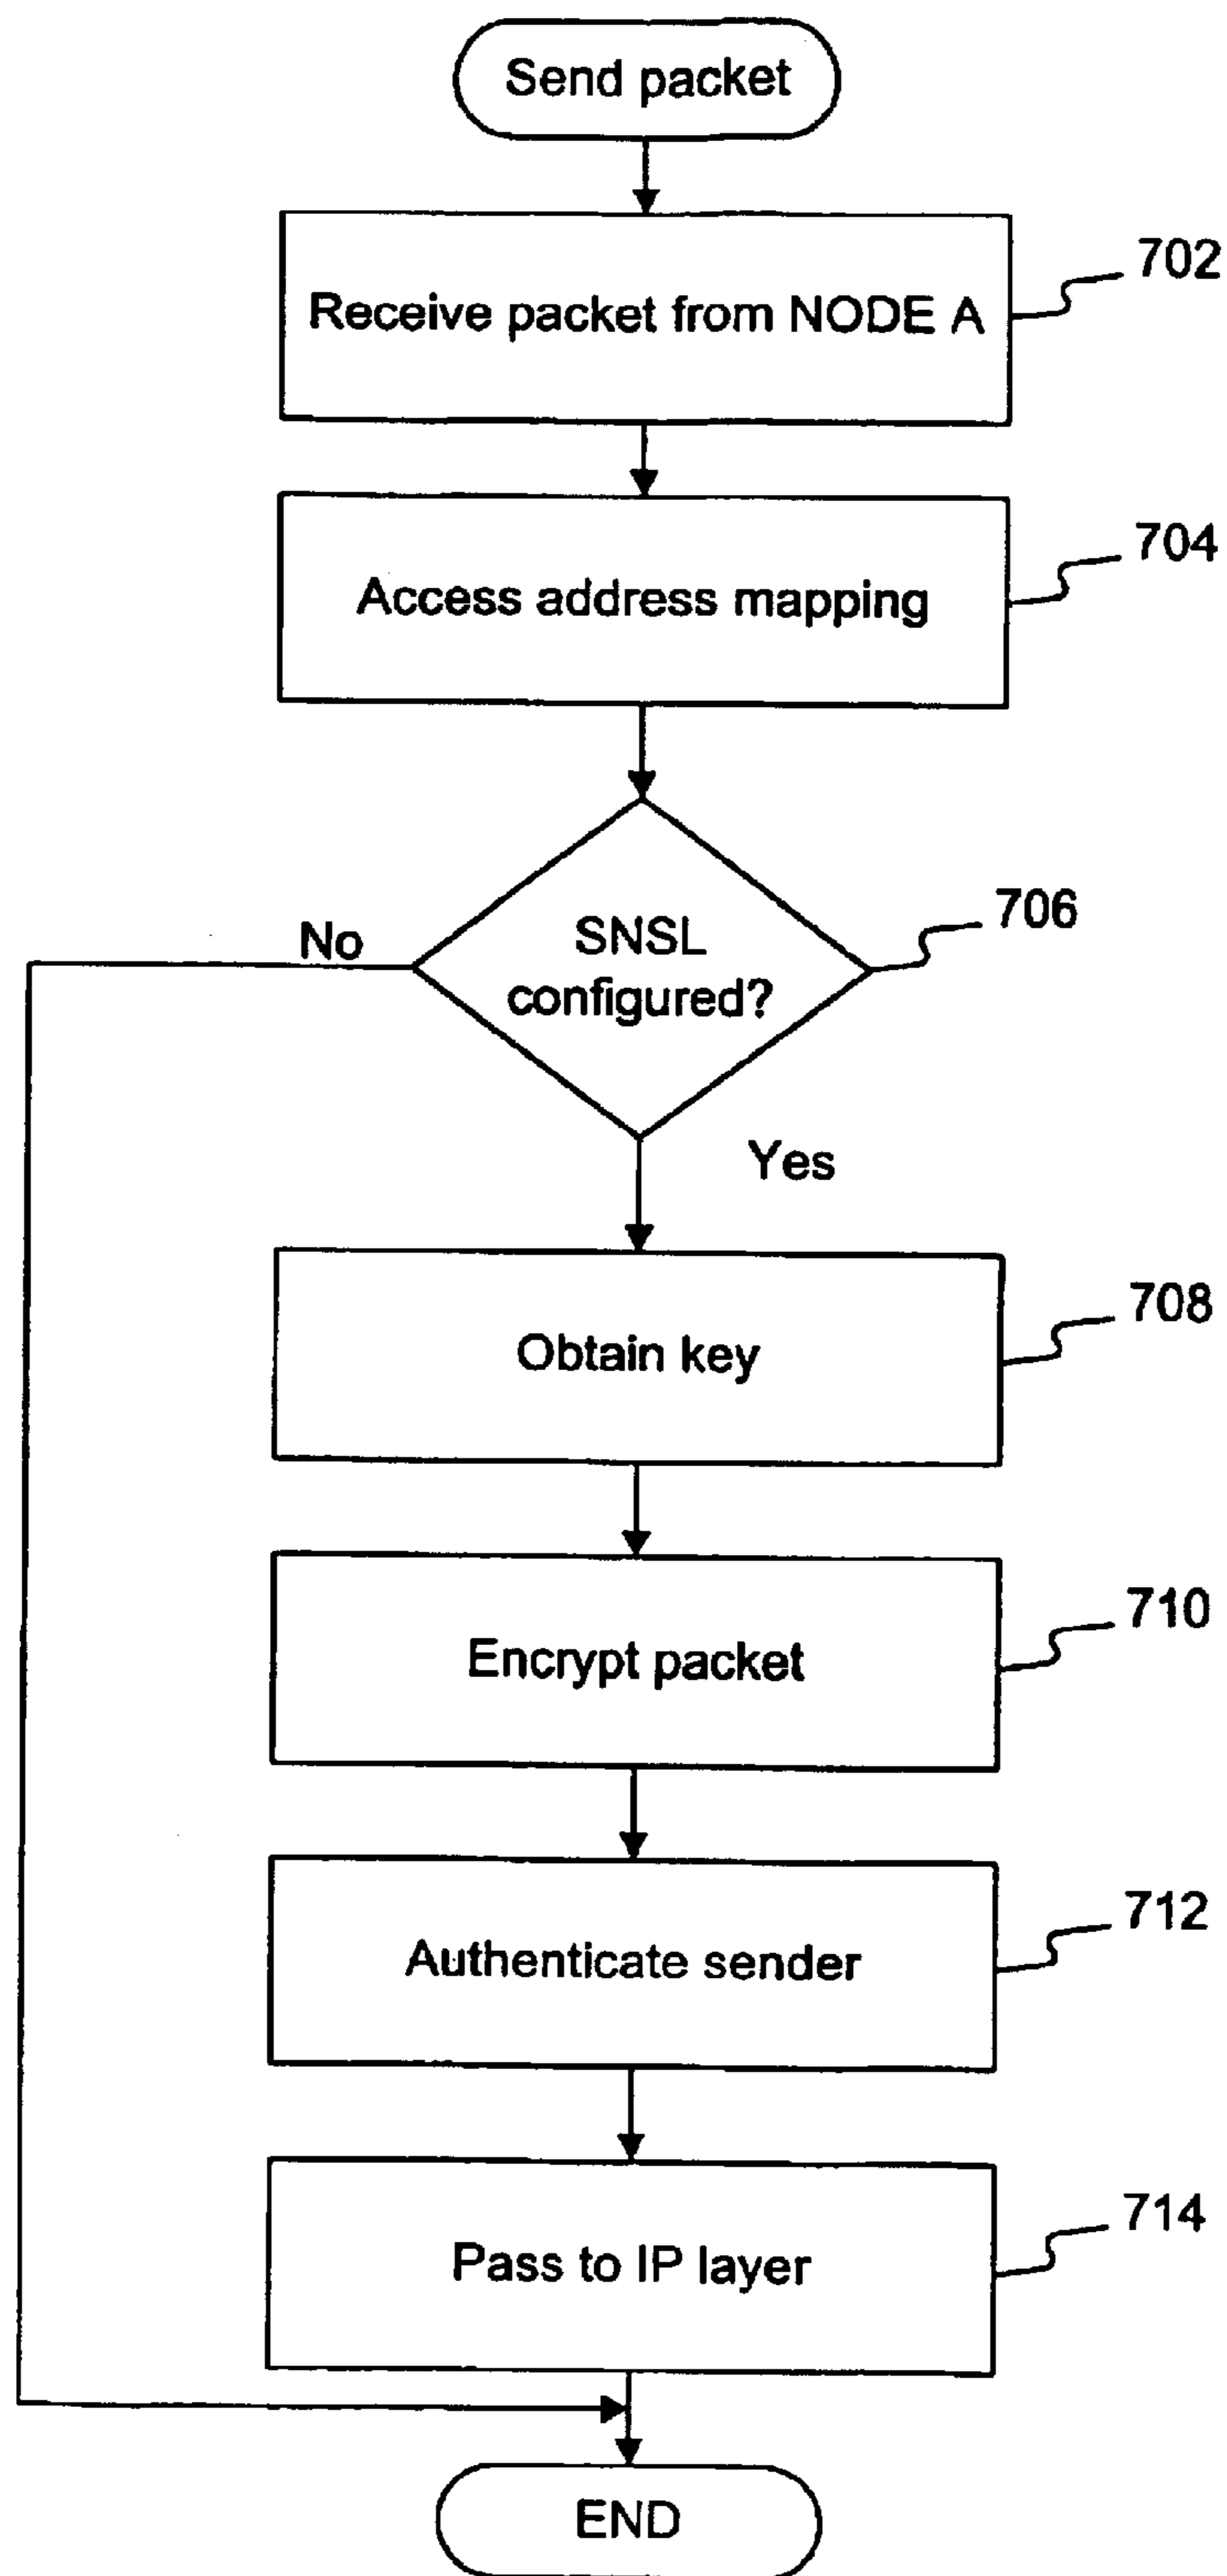 Send packet
Receive packet from NODE A
702
Access address mapping
704
SNSL
configured?
706
No
Yes
Obtain key
708
Encrypt packet
710
Authenticate sender
712
Pass to IP layer
714
END